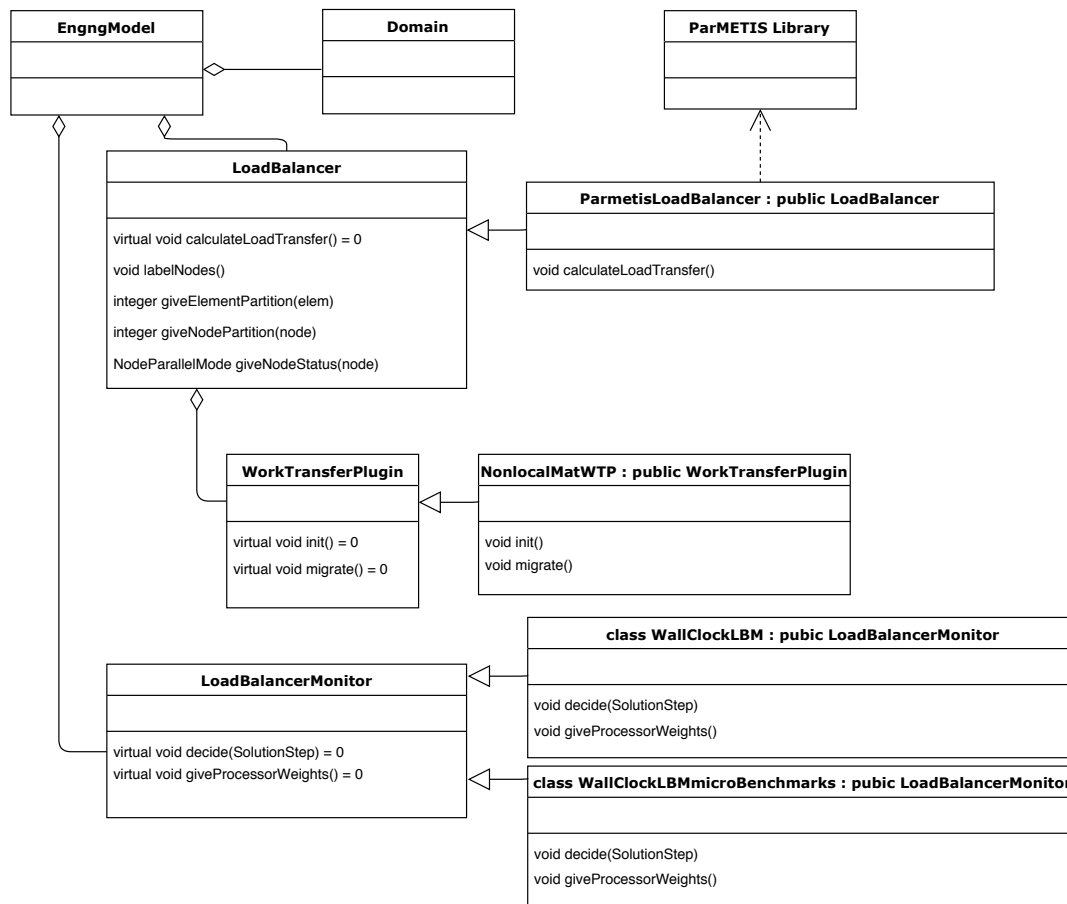 EngngModel
Domain
ParMETIS Library
LoadBalancer
virtual void calculateLoadTransfer() = 0
void labelNodes()
integer giveElementPartition(elem)
integer giveNodePartition(node)
NodeParallelMode giveNodeStatus(node)
ParmetisLoadBalancer : public LoadBalancer
void calculateLoadTransfer()
WorkTransferPlugin
virtual void init() = 0
virtual void migrate() = 0
NonlocalMatWTP : public WorkTransferPlugin
void init()
void migrate()
class WallClockLBM : pubic LoadBalancerMonitor
void decide(SolutionStep)
void giveProcessorWeights()
LoadBalancerMonitor
virtual void decide(SolutionStep) = 0
virtual void giveProcessorWeights() = 0
class WallClockLBMmicroBenchmarks : pubic LoadBalancerMonitor
void decide(SolutionStep)
void giveProcessorWeights()